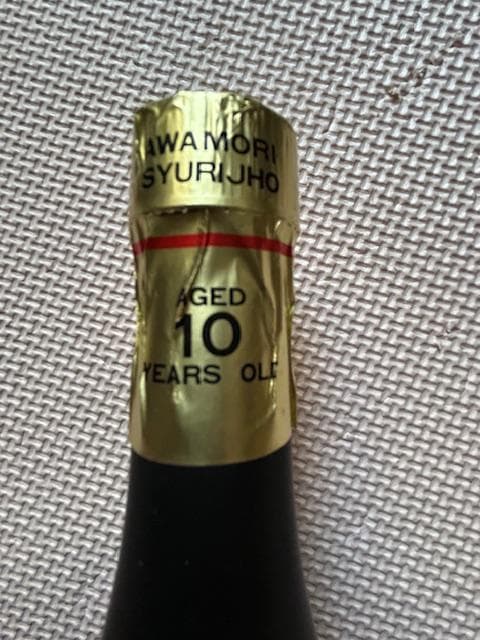 AWAMORI
SYURIJHO
AGED
10
YEARS OLD